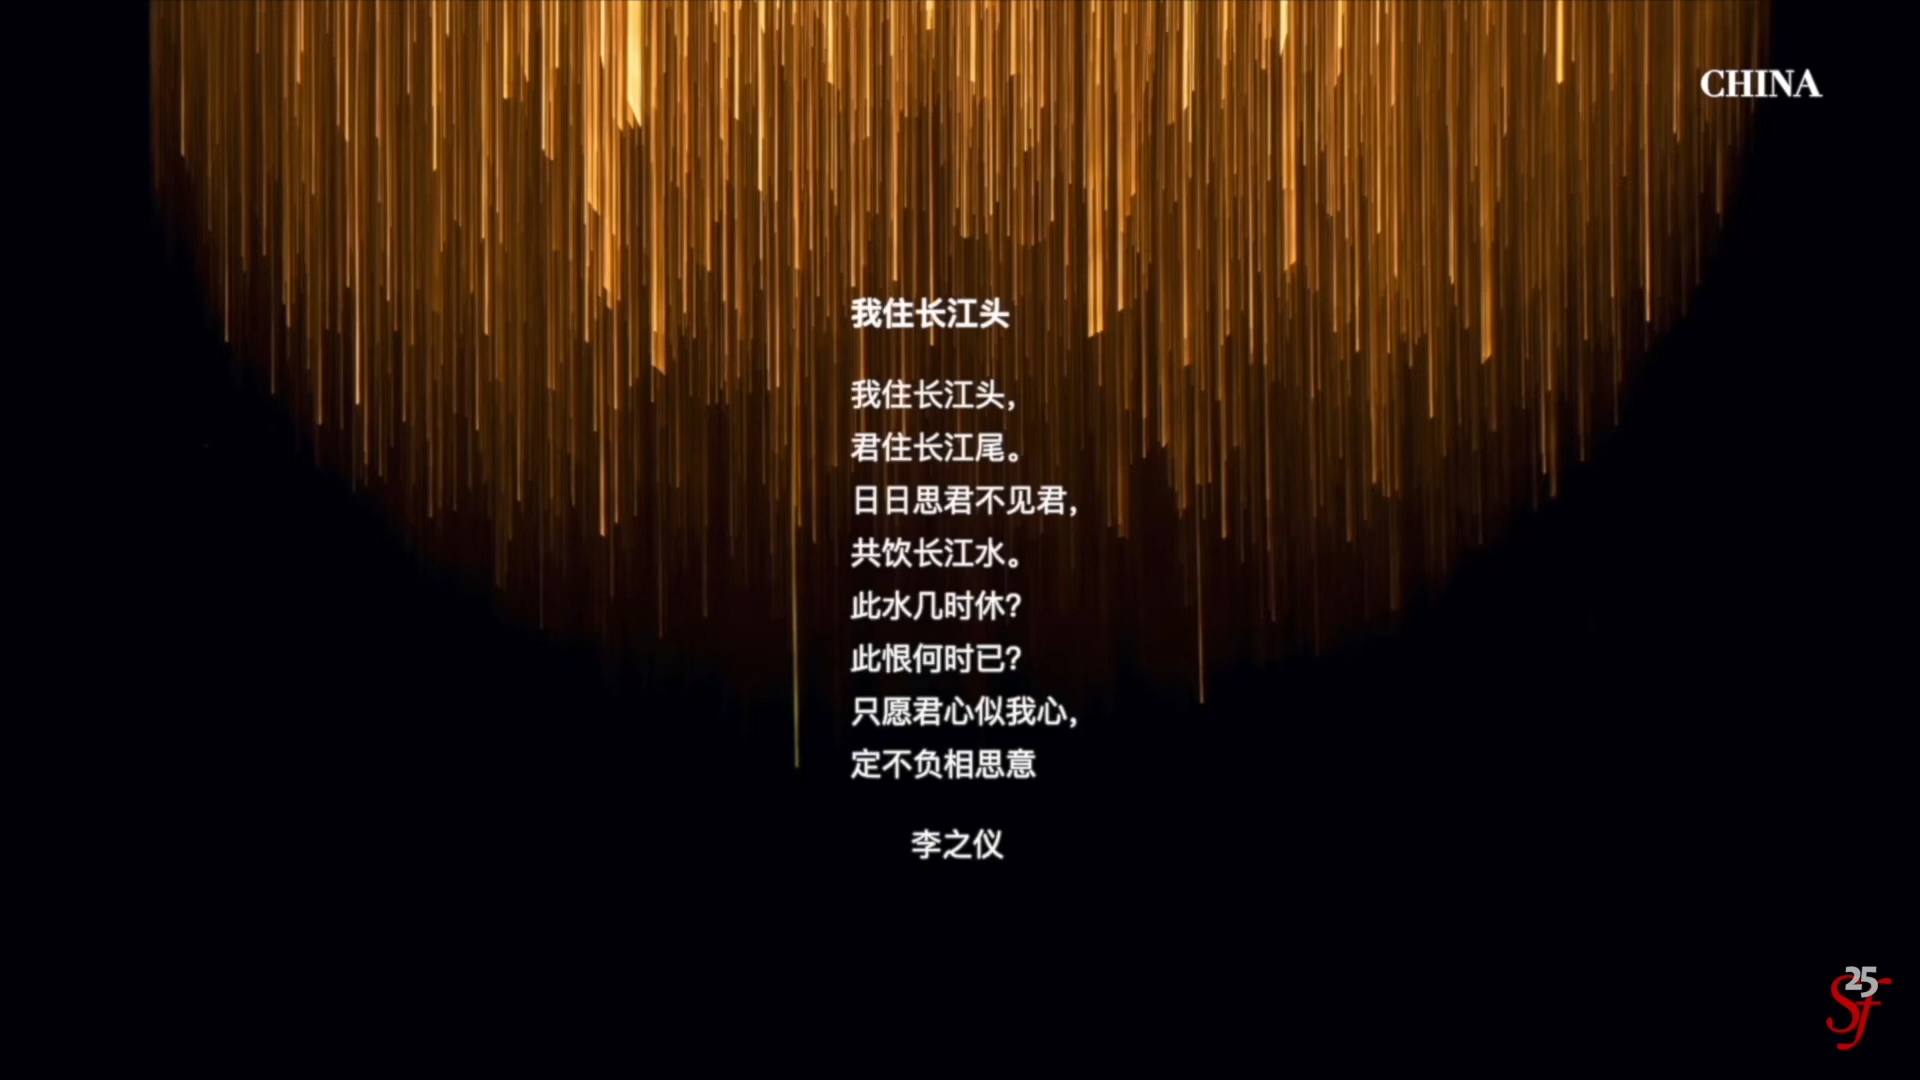 CHINA
我住长江头
我住长江头，
君住长江尾。
日日思君不见君，
共饮长江水。
此水几时休？
此恨何时已？
只愿君心似我心，
定不负相思意
李之仪
25
Sf